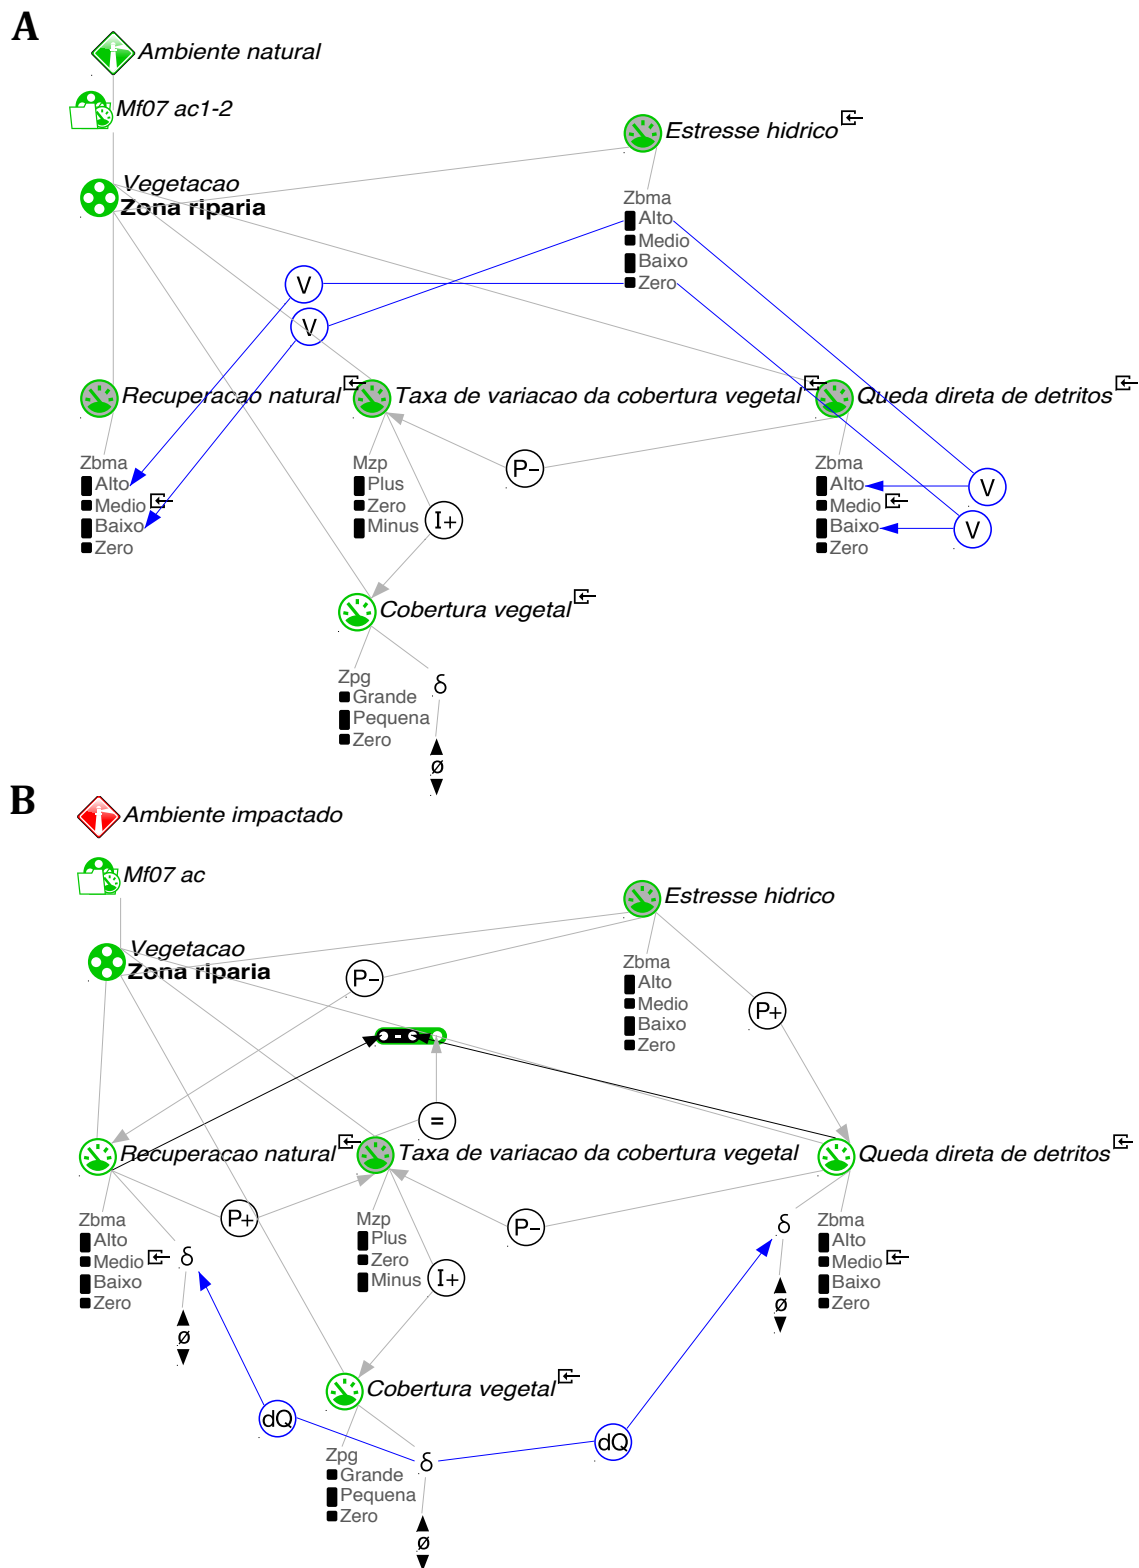 A
Ambiente natural
Mf07 ac1-2
Estresse hidrico
Vegetacao
Zona riparia
Zbma
Alto
Medio
Baixo
Zero
V
V
Recuperacao natural
Taxa de variacao da cobertura vegetal
Queda direta de detritos
Zbma
Alto
Medio
Baixo
Zero
Mzp
Plus
Zero
Minus
P-
I+
Zbma
Alto
Medio
Baixo
Zero
V
V
Cobertura vegetal
Zpg
Grande
Pequena
Zero
δ
ø
B
Ambiente impactado
Mf07 ac
Estresse hidrico
Vegetacao
Zona riparia
Zbma
Alto
Medio
Baixo
Zero
P-
P+
-
=
Recuperacao natural
Taxa de variacao da cobertura vegetal
Queda direta de detritos
Zbma
Alto
Medio
Baixo
Zero
δ
ø
P+
Mzp
Plus
Zero
Minus
P-
I+
δ
ø
Zbma
Alto
Medio
Baixo
Zero
Cobertura vegetal
dQ
dQ
Zpg
Grande
Pequena
Zero
δ
ø